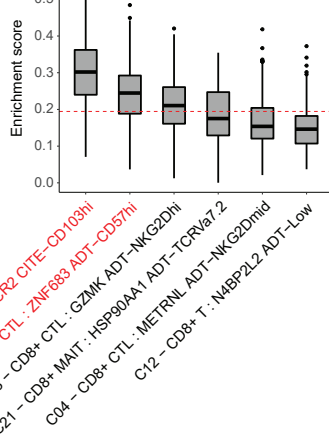 Enrichment score
0.4
0.3
0.2
0.1
0.0
CR2 CITE−CD103hi
CTL : ZNF683 ADT−CD57hi
− CD8+ CTL : GZMK ADT−NKG2Dhi
C21 − CD8+ MAIT : HSP90AA1 ADT−TCRVa7.2
C04 − CD8+ CTL : METRNL ADT−NKG2Dmid
C12 − CD8+ T : N4BP2L2 ADT−Low